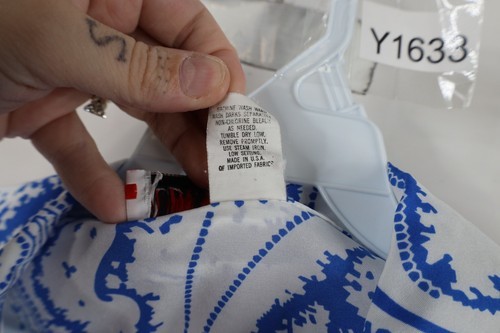 Y1633
MACHINE WASH WARM
WASH DARKS SEPARATELY
NON-CHLORINE BLEACH
AS NEEDED.
TUMBLE DRY LOW.
REMOVE PROMPTLY.
USE STEAM IRON,
LOW SETTING.
MADE IN U.S.A.
OF IMPORTED FABRIC
S